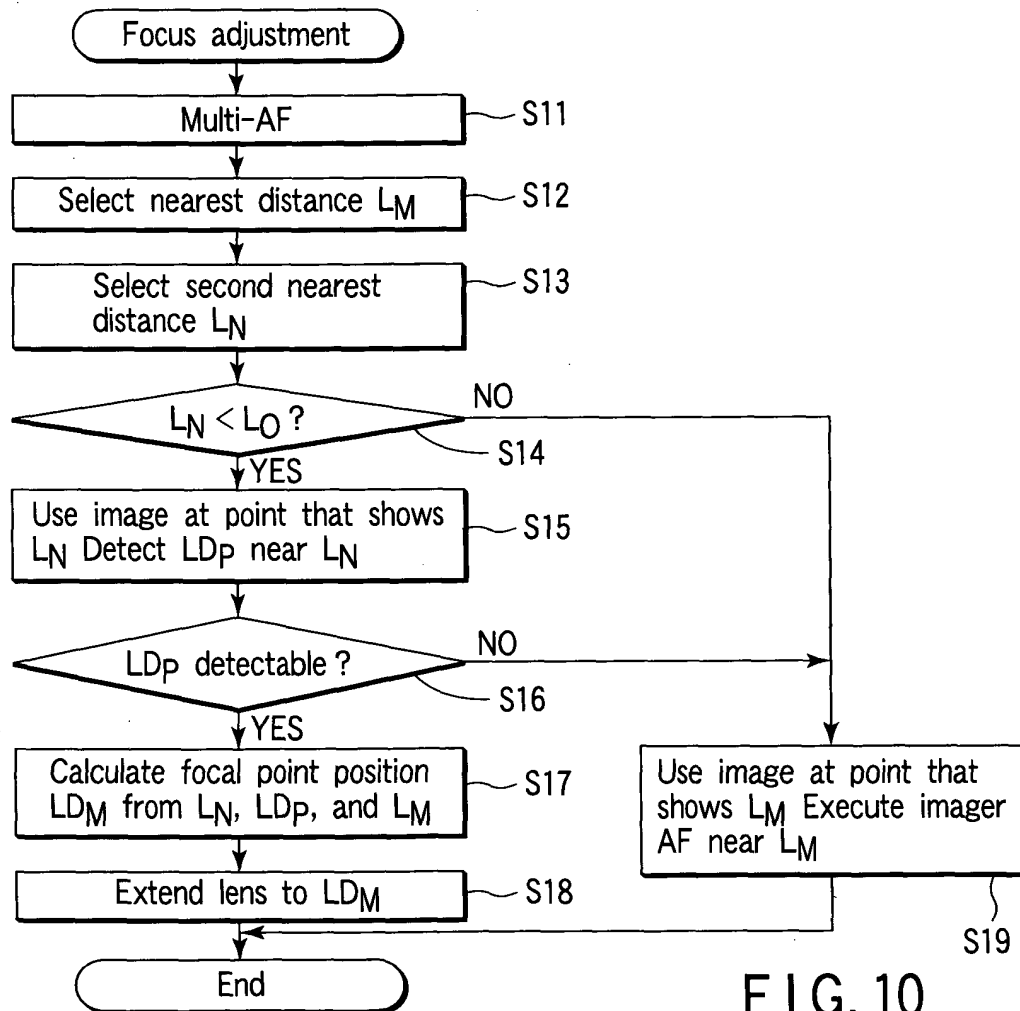 Focus adjustment
Multi-AF
S11
Select nearest distance LM
S12
Select second nearest
distance LN
S13
LN < LO ?
NO
S14
YES
Use image at point that shows
LN Detect LDP near LN
S15
LDP detectable ?
NO
S16
YES
Calculate focal point position
LDM from LN, LDP, and LM
S17
Use image at point that
shows LM Execute imager
AF near LM
S19
Extend lens to LDM
S18
End
FIG. 10